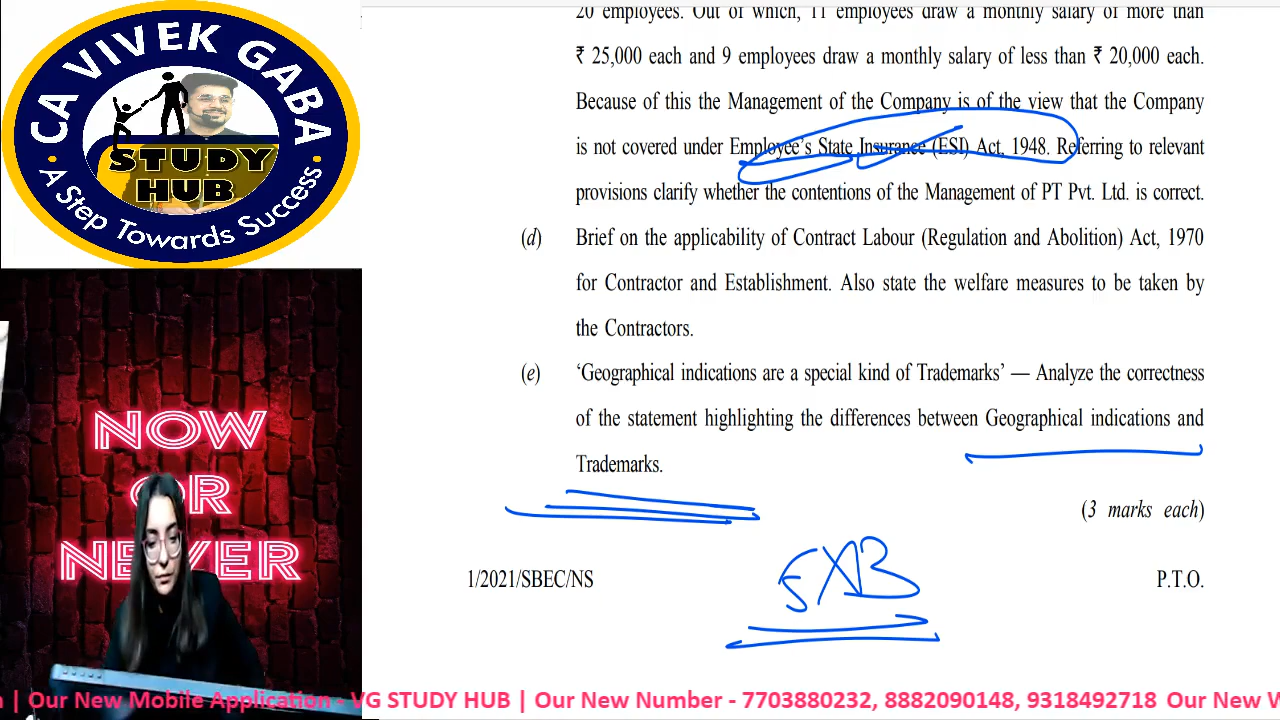 CA VIVEK GABA
STUDY
HUB
A Step Towards Success
NOW
OR
NEVER
20 employees. Out of which, 11 employees draw a monthly salary of more than
₹ 25,000 each and 9 employees draw a monthly salary of less than ₹ 20,000 each.
Because of this the Management of the Company is of the view that the Company
is not covered under Employee's State Insurance (ESI) Act, 1948. Referring to relevant
provisions clarify whether the contentions of the Management of PT Pvt. Ltd. is correct.
(d) Brief on the applicability of Contract Labour (Regulation and Abolition) Act, 1970
for Contractor and Establishment. Also state the welfare measures to be taken by
the Contractors.
(e) ‘Geographical indications are a special kind of Trademarks’ — Analyze the correctness
of the statement highlighting the differences between Geographical indications and
Trademarks.
(3 marks each)
5XB
1/2021/SBEC/NS P.T.O.
| Our New Mobile Application - VG STUDY HUB | Our New Number - 7703880232, 8882090148, 9318492718 Our New